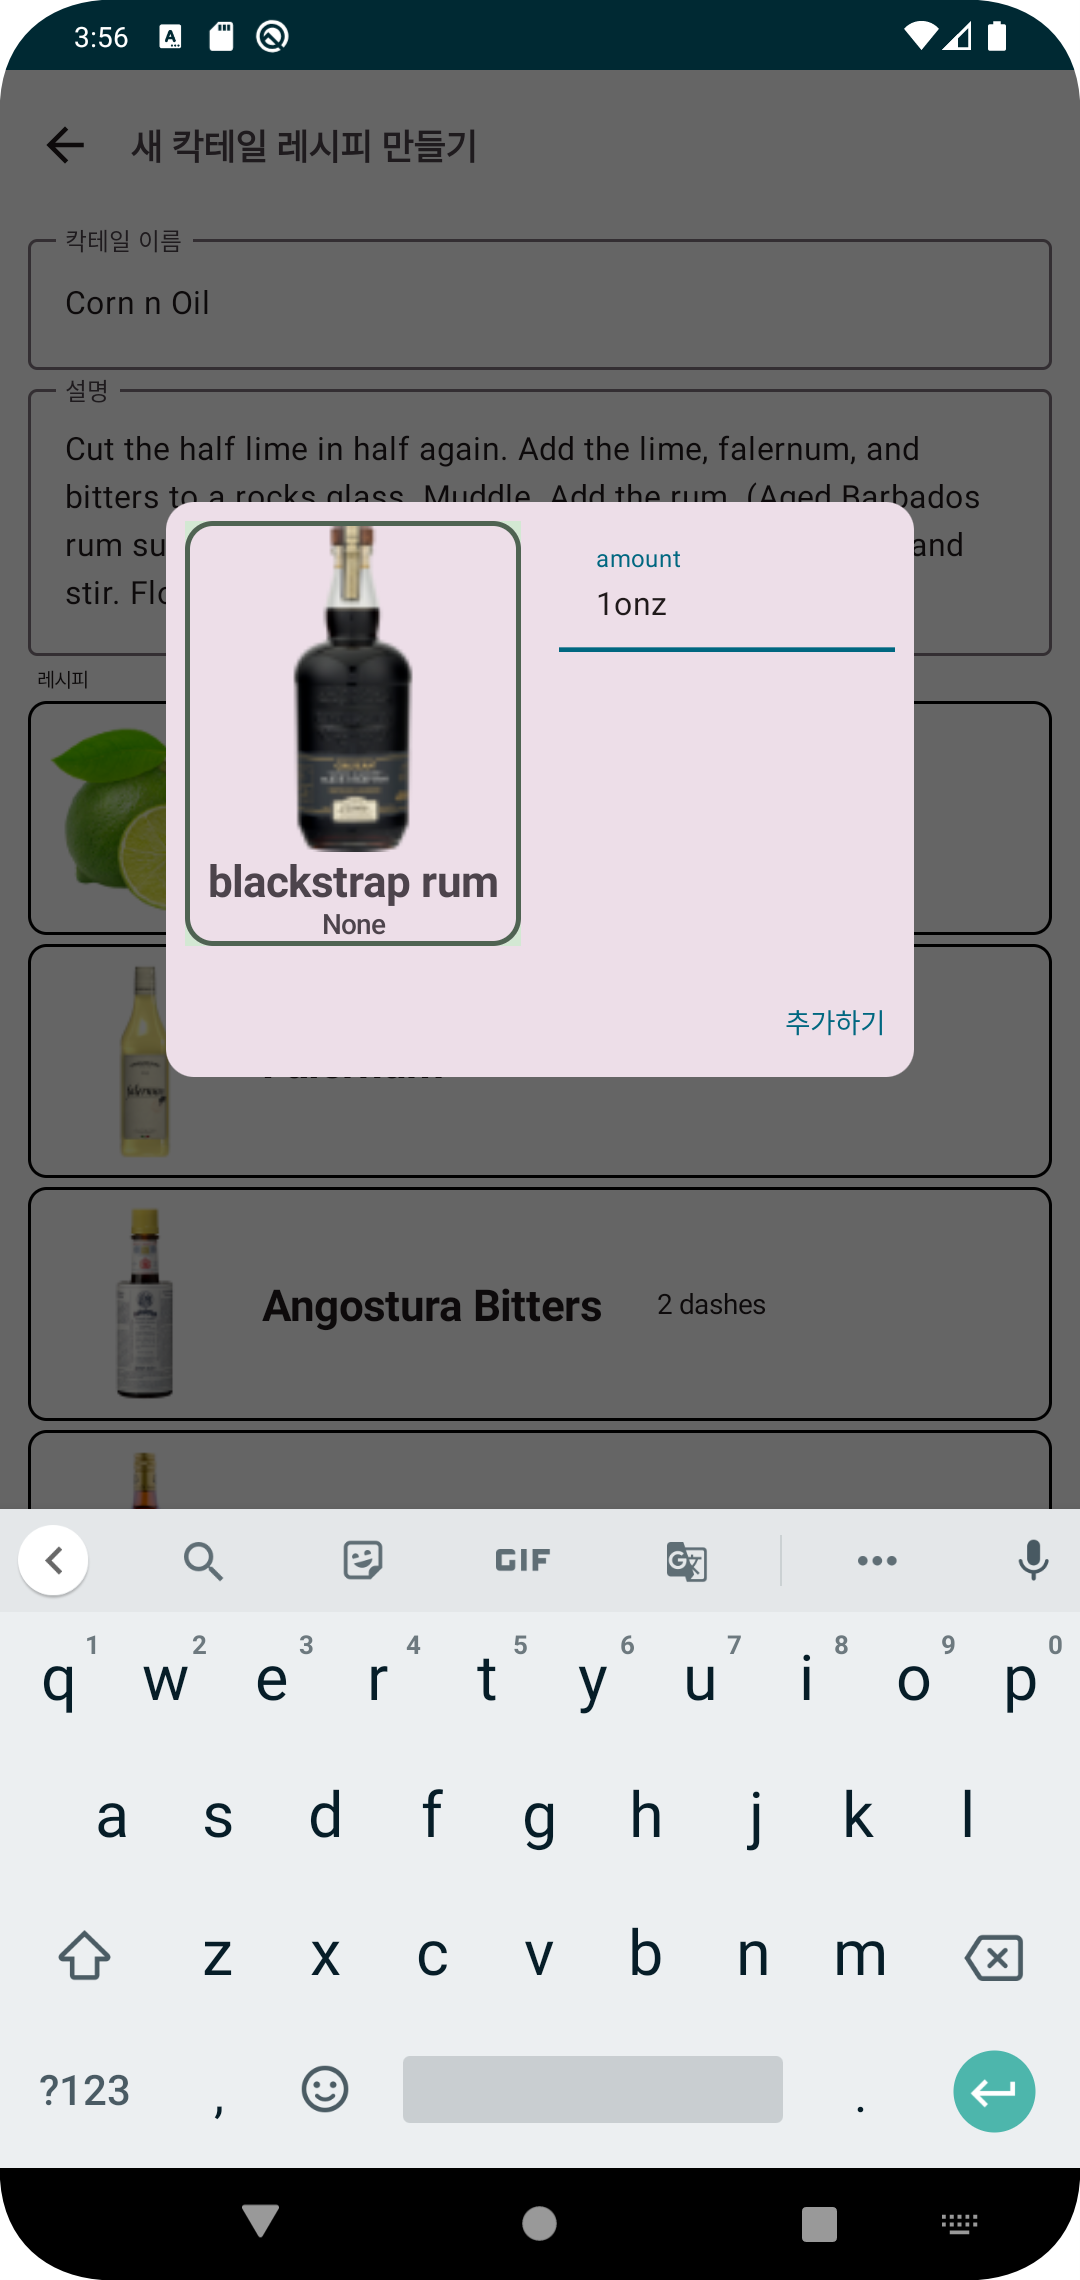 3:56
새 칵테일 레시피 만들기
칵테일 이름
Corn n Oil
설명
Cut the half lime in half again. Add the lime, falernum, and
bitters to a rocks glass. Muddle. Add the rum. (Aged Barbados
rum su
and
stir. Flo
레시피
amount
1onz
blackstrap rum
None
추가하기
Angostura Bitters
2 dashes
GIF
q w e r t y u i o p
1 2 3 4 5 6 7 8 9 0
a s d f g h j k l
z x c v b n m
?123 , .